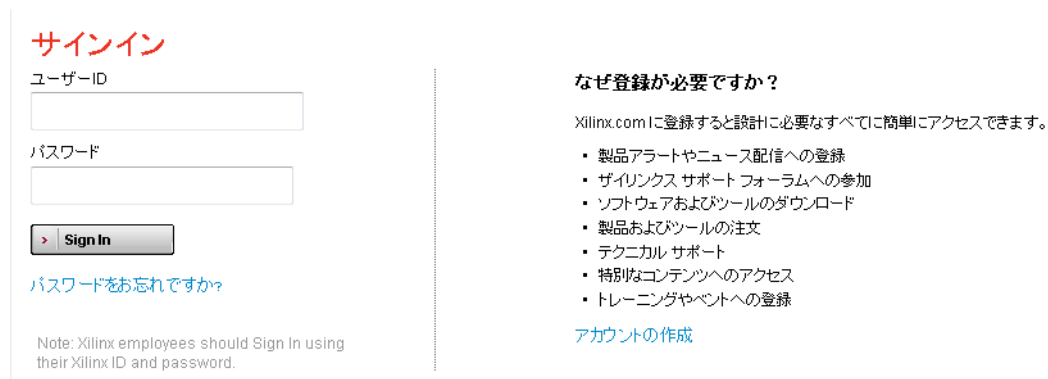 サインイン
ユーザーID
パスワード
Sign In
パスワードをお忘れですか?
Note: Xilinx employees should Sign In using
their Xilinx ID and password.
なぜ登録が必要ですか？
Xilinx.com に登録すると設計に必要なすべてに簡単にアクセスできます。
▪ 製品アラートやニュース配信への登録
▪ ザイリンクス サポート フォーラムへの参加
▪ ソフトウェアおよびツールのダウンロード
▪ 製品およびツールの注文
▪ テクニカル サポート
▪ 特別なコンテンツへのアクセス
▪ トレーニングやベントへの登録
アカウントの作成